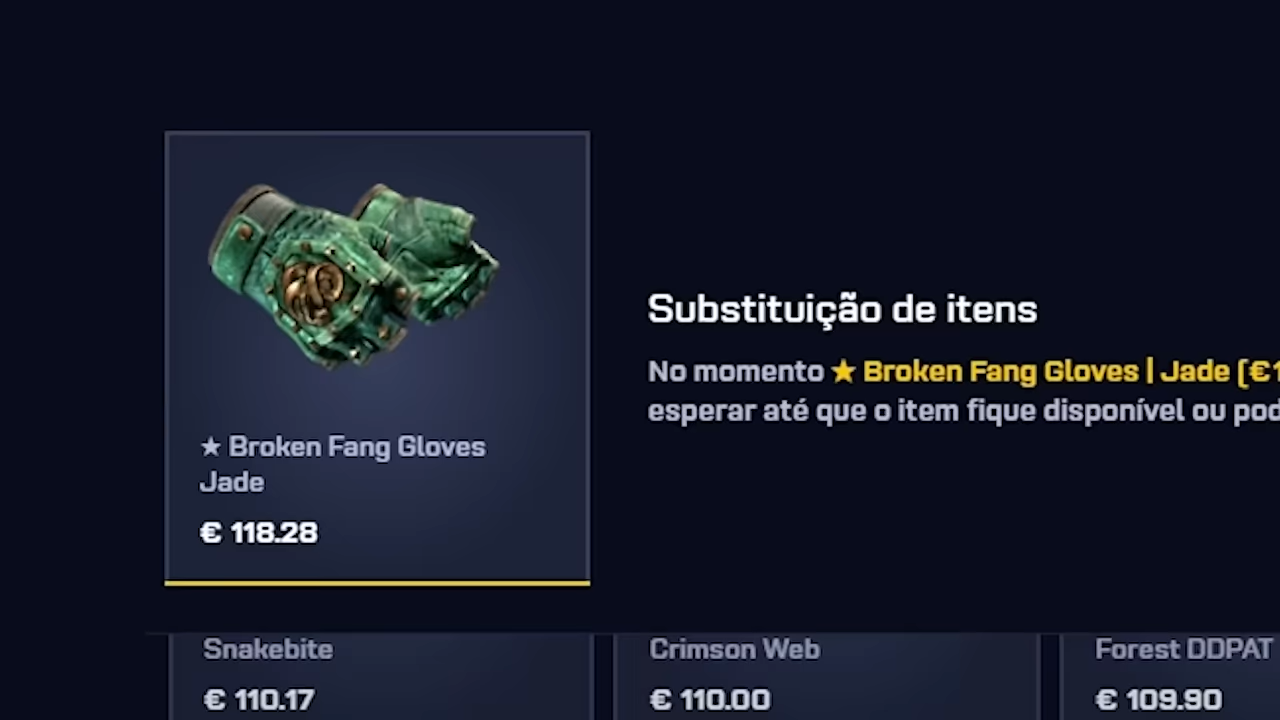 Substituição de itens
No momento ★ Broken Fang Gloves | Jade (€1
esperar até que o item fique disponível ou pod
★ Broken Fang Gloves
Jade
€ 118.28
Snakebite
€ 110.17
Crimson Web
€ 110.00
Forest DDPAT
€ 109.90